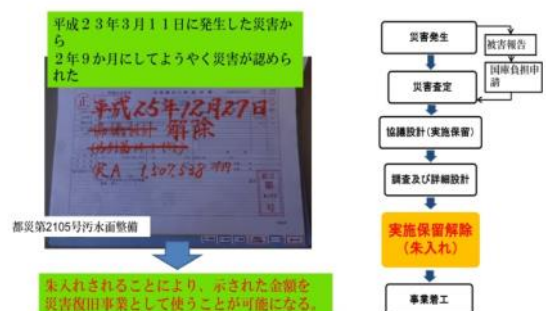 平成２３年３月１１日に発生した災害か
ら
２年９か月にしてようやく災害が認めら
れた
平成25年12月27日
解除
都災第2105号汚水面整備
朱入れされることにより、示された金額を
災害復旧事業として使うことが可能になる。
災害発生
被害報告
国庫負担申
請
災害査定
協議設計(実施保留)
調査及び詳細設計
実施保留解除
(朱入れ)
事業着工